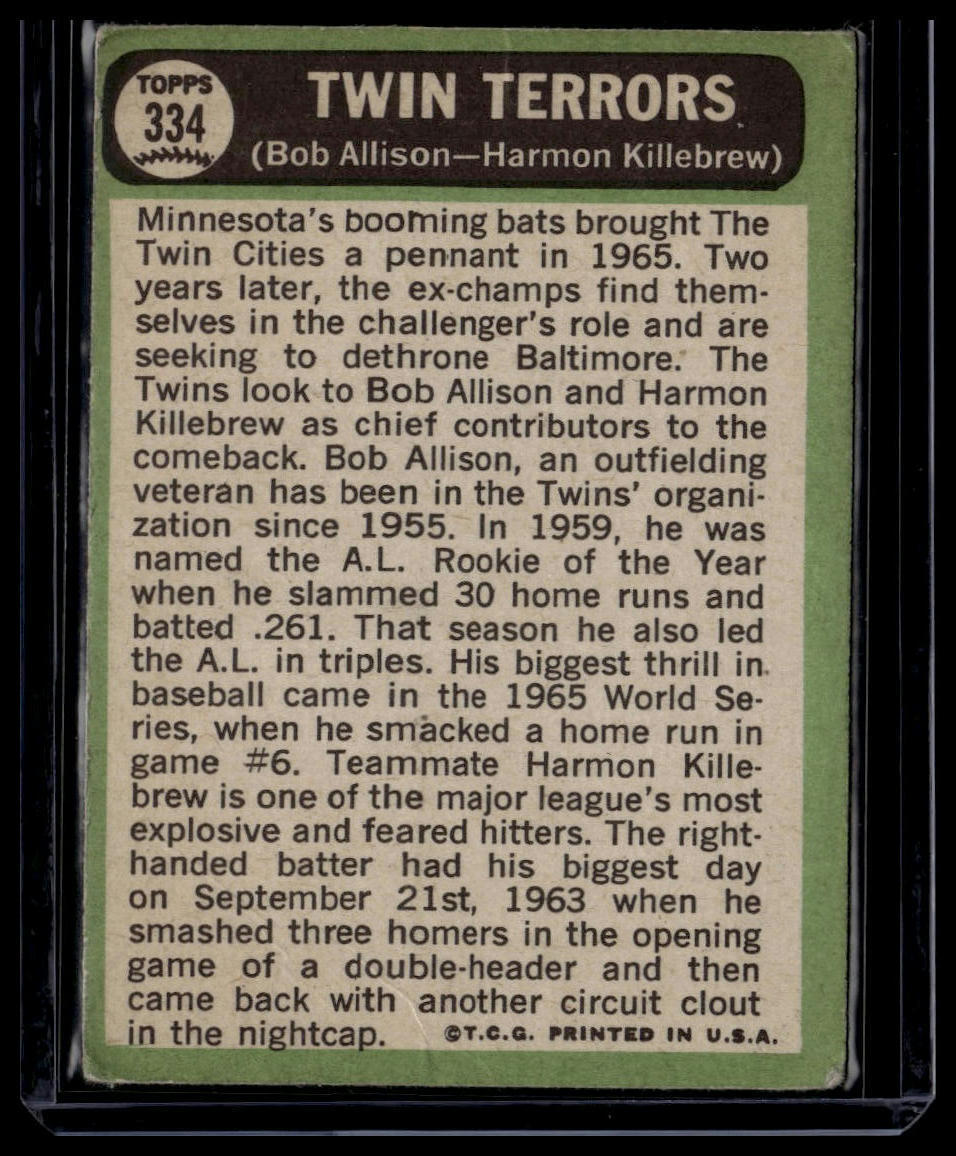 TOPPS
334
TWIN TERRORS
(Bob Allison—Harmon Killebrew)
Minnesota's booming bats brought The
Twin Cities a pennant in 1965. Two
years later, the ex-champs find them-
selves in the challenger's role and are
seeking to dethrone Baltimore. The
Twins look to Bob Allison and Harmon
Killebrew as chief contributors to the
comeback. Bob Allison, an outfielding
veteran has been in the Twins' organi-
zation since 1955. In 1959, he was
named the A.L. Rookie of the Year
when he slammed 30 home runs and
batted .261. That season he also led
the A.L. in triples. His biggest thrill in
baseball came in the 1965 World Se-
ries, when he smacked a home run in
game #6. Teammate Harmon Kille-
brew is one of the major league's most
explosive and feared hitters. The right-
handed batter had his biggest day
on September 21st, 1963 when he
smashed three homers in the opening
game of a double-header and then
came back with another circuit clout
in the nightcap. ©T.C.G. PRINTED IN U.S.A.